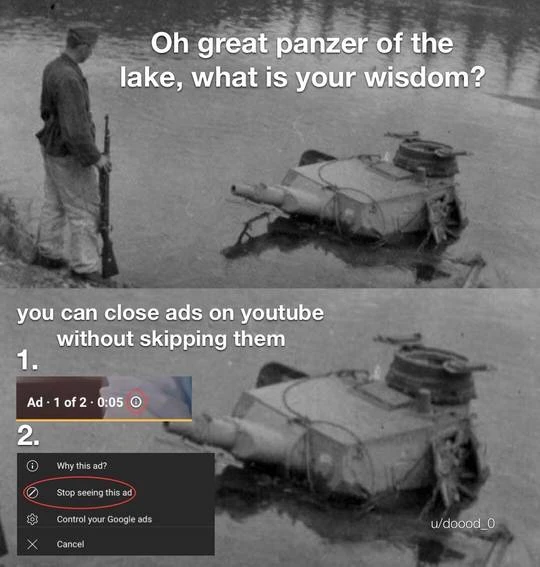 Oh great panzer of the
lake, what is your wisdom?
you can close ads on youtube
without skipping them
1.
Ad · 1 of 2 · 0:05
2.
Why this ad?
Stop seeing this ad
Control your Google ads
Cancel
u/doood_0